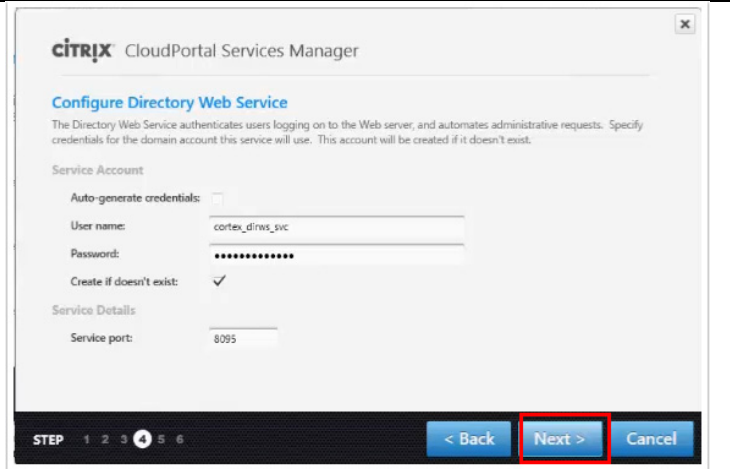 CITRIX CloudPortal Services Manager
Configure Directory Web Service
The Directory Web Service authenticates users logging on to the Web server, and automates administrative requests. Specify
credentials for the domain account this service will use. This account will be created if it doesn't exist.
Service Account
Auto-generate credentials:
User name: cortex_dirws_svc
Password: •••••••••••••
Create if doesn't exist: ✓
Service Details
Service port: 8095
STEP 1 2 3 4 5 6 < Back Next > Cancel